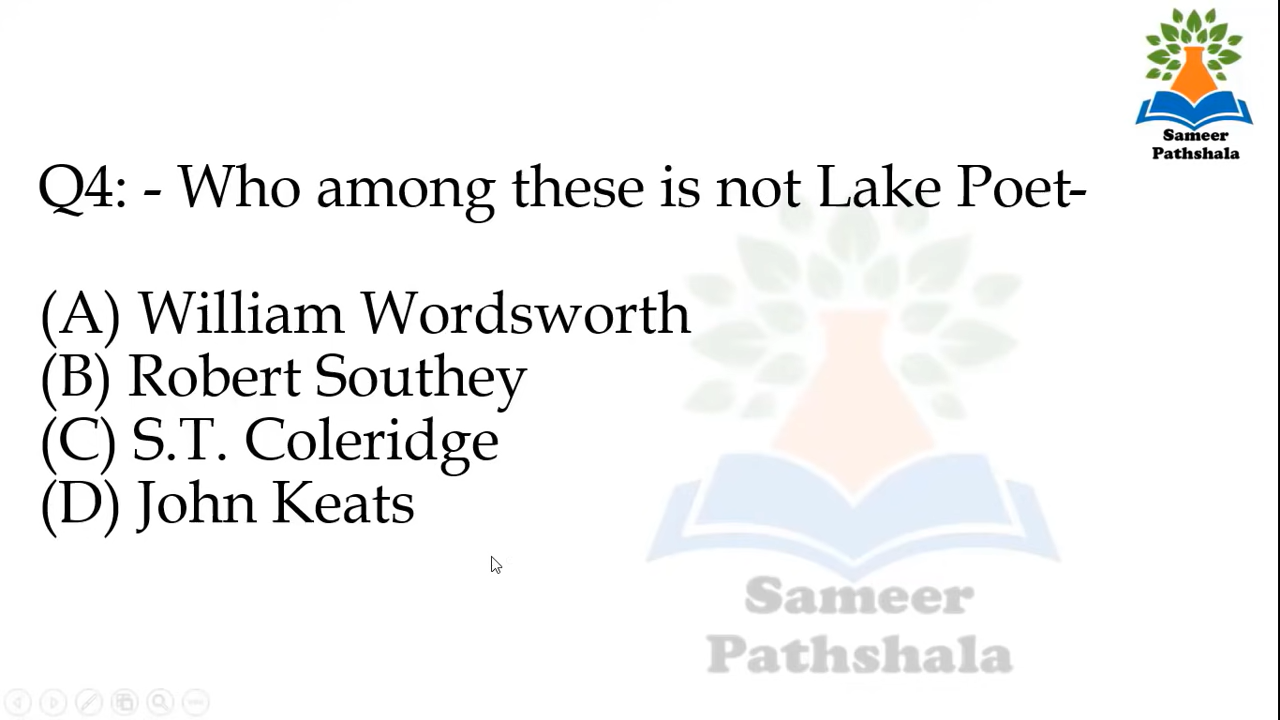 Sameer
Pathshala
Q4: - Who among these is not Lake Poet-
(A) William Wordsworth
(B) Robert Southey
(C) S.T. Coleridge
(D) John Keats
Sameer
Pathshala